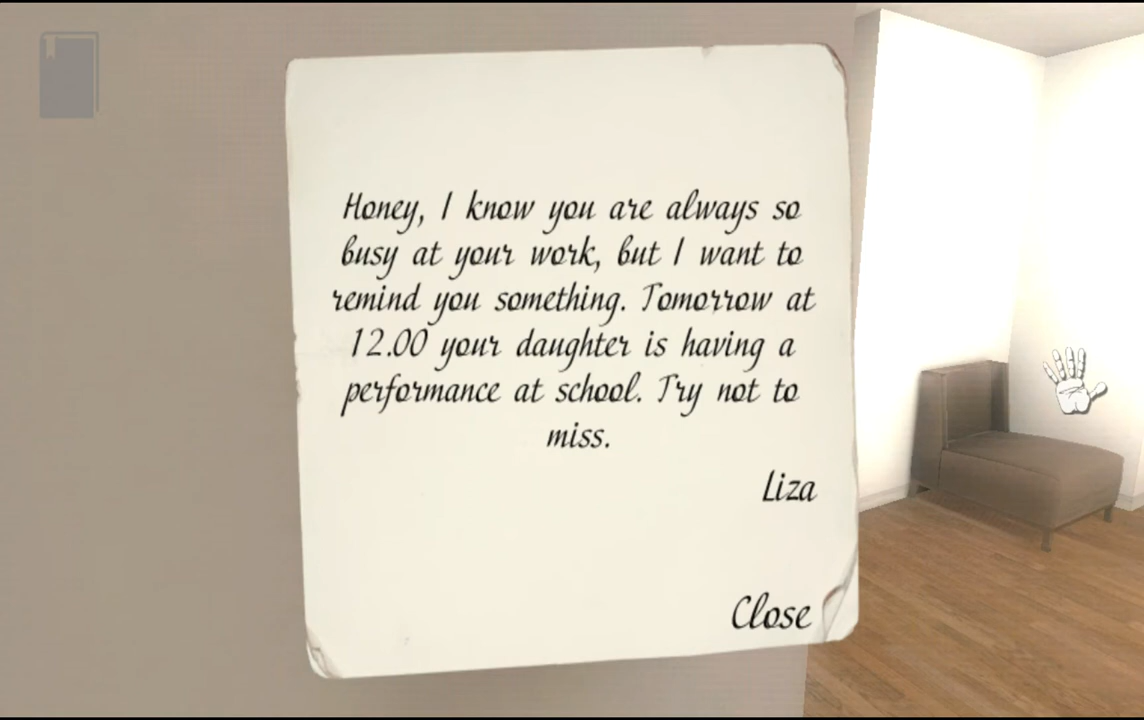 Honey, I know you are always so
busy at your work, but I want to
remind you something. Tomorrow at
12.00 your daughter is having a
performance at school. Try not to
miss.
Liza
Close